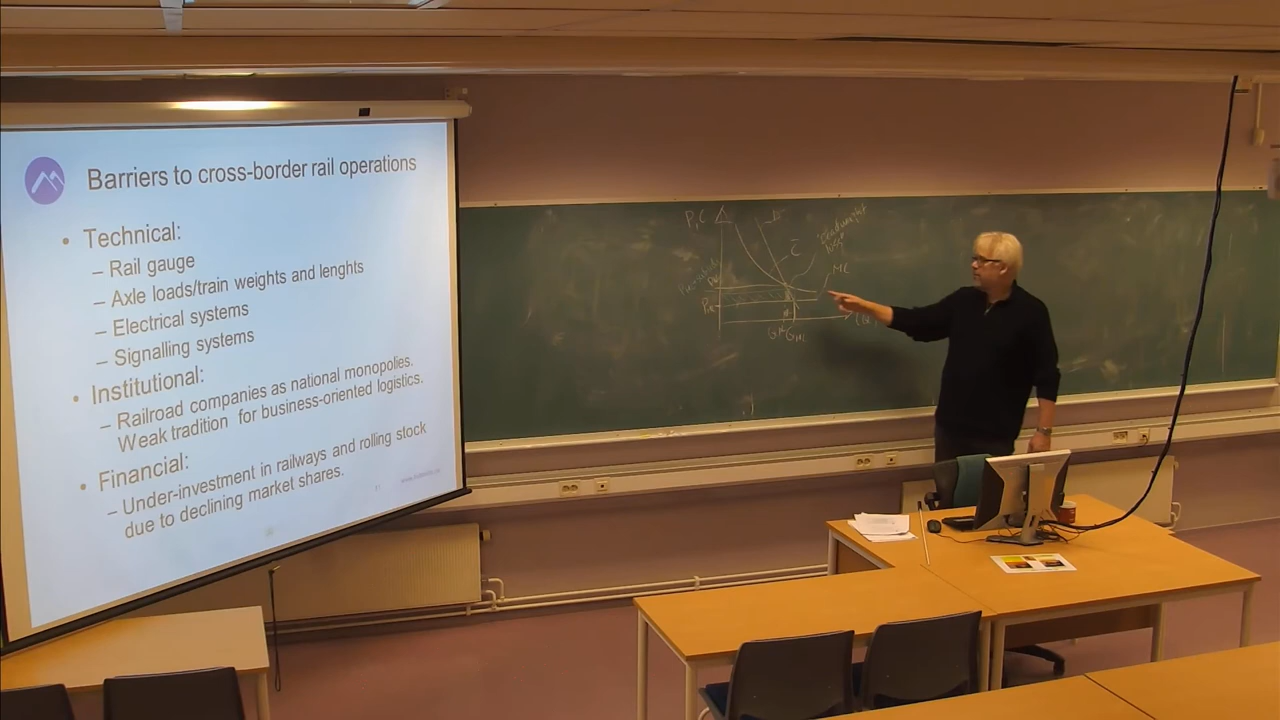 Barriers to cross-border rail operations
• Technical:
– Rail gauge
– Axle loads/train weights and lenghts
– Electrical systems
– Signalling systems
• Institutional:
– Railroad companies as national monopolies.
Weak tradition for business-oriented logistics.
• Financial:
– Under-investment in railways and rolling stock
due to declining market shares.
P,C
D
deadweight
loss
MC